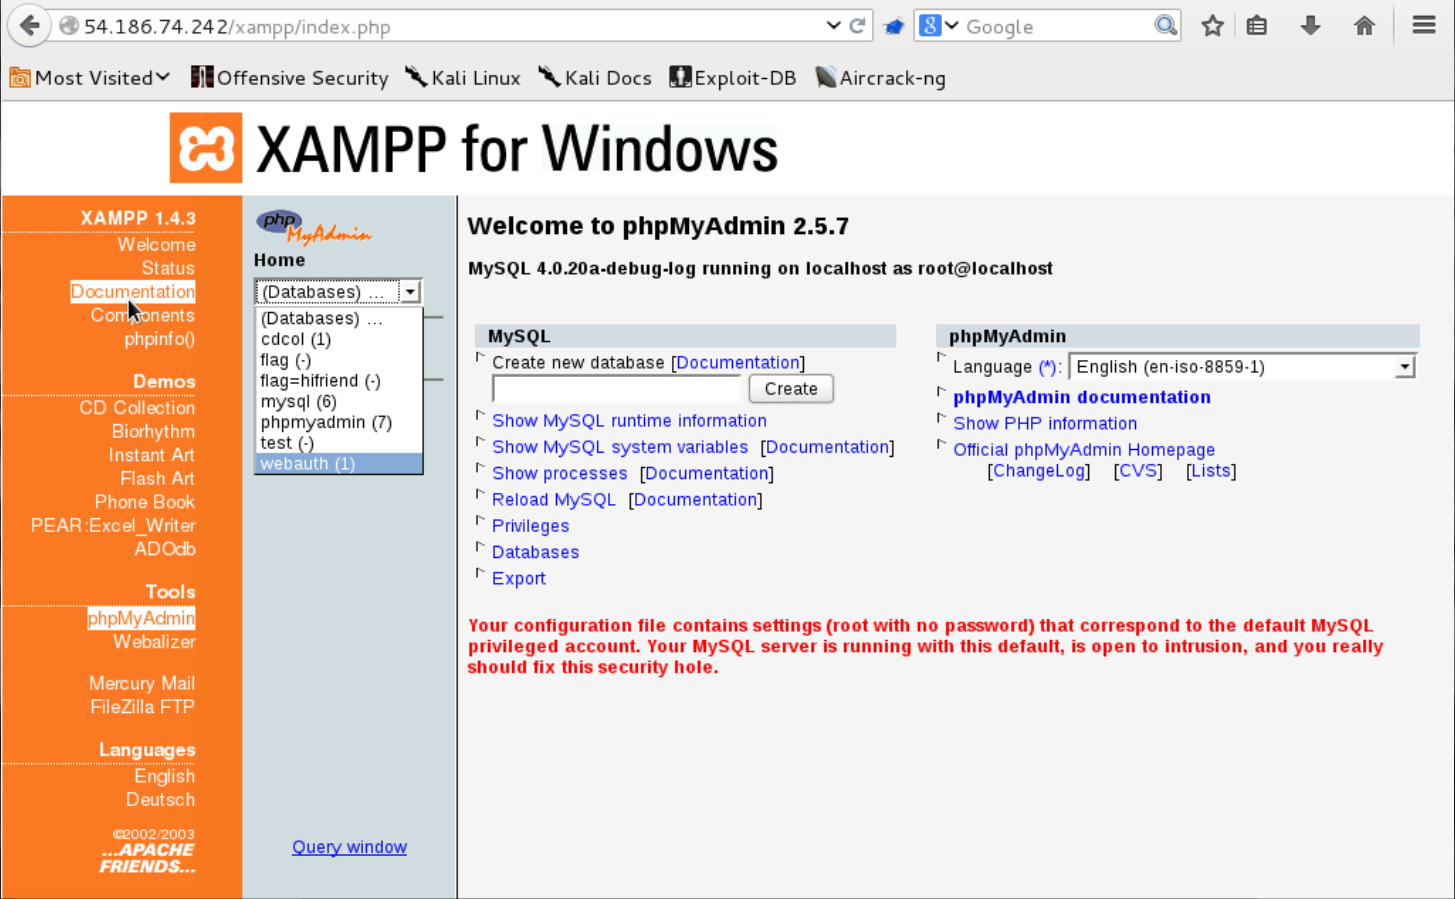 54.186.74.242/xampp/index.php
Google
Most Visited
Offensive Security
Kali Linux
Kali Docs
Exploit-DB
Aircrack-ng
XAMPP for Windows
XAMPP 1.4.3
Welcome
Status
Documentation
Components
phpinfo()
Demos
CD Collection
Biorhythm
Instant Art
Flash Art
Phone Book
PEAR:Excel_Writer
ADOdb
Tools
phpMyAdmin
Webalizer
Mercury Mail
FileZilla FTP
Languages
English
Deutsch
©2002/2003
...APACHE
FRIENDS...
php
MyAdmin
Home
(Databases) ...
(Databases) ...
cdcol (1)
flag (-)
flag=hifriend (-)
mysql (6)
phpmyadmin (7)
test (-)
webauth (1)
Query window
Welcome to phpMyAdmin 2.5.7
MySQL 4.0.20a-debug-log running on localhost as root@localhost
MySQL
Create new database [Documentation]
Create
Show MySQL runtime information
Show MySQL system variables [Documentation]
Show processes [Documentation]
Reload MySQL [Documentation]
Privileges
Databases
Export
phpMyAdmin
Language (*): English (en-iso-8859-1)
phpMyAdmin documentation
Show PHP information
Official phpMyAdmin Homepage
[ChangeLog] [CVS] [Lists]
Your configuration file contains settings (root with no password) that correspond to the default MySQL
privileged account. Your MySQL server is running with this default, is open to intrusion, and you really
should fix this security hole.